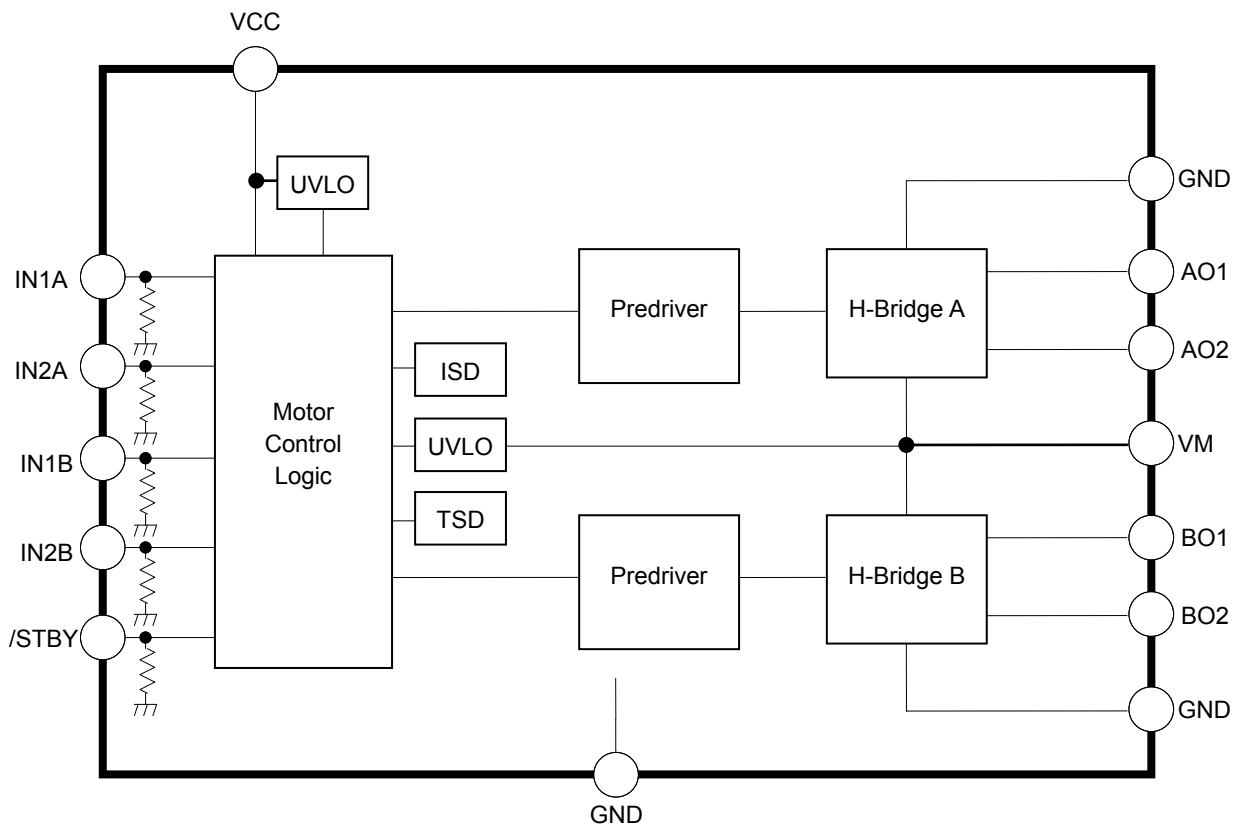 VCC
UVLO
GND
IN1A
AO1
Predriver
H-Bridge A
AO2
IN2A
ISD
Motor
Control
Logic
UVLO
VM
IN1B
TSD
BO1
IN2B
Predriver
H-Bridge B
BO2
/STBY
GND
GND